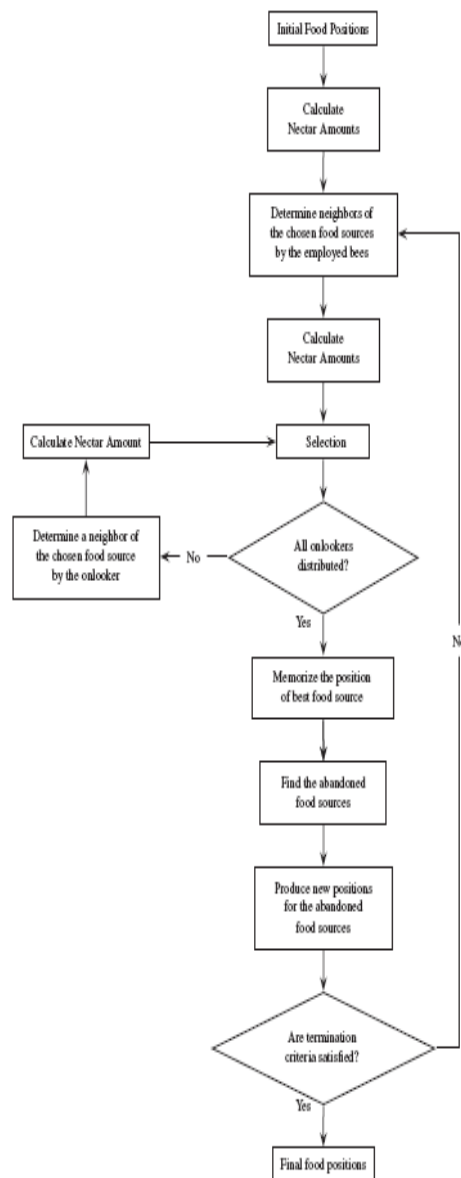 Initial Food Positions
Calculate
Nectar Amounts
Determine neighbors of
the chosen food sources
by the employed bees
Calculate
Nectar Amounts
Calculate Nectar Amount
Selection
Determine a neighbor of
the chosen food source
by the onlooker
No
All onlookers
distributed?
Yes
Memorize the position
of best food source
Find the abandoned
food sources
Produce new positions
for the abandoned
food sources
Are termination
criteria satisfied?
Yes
Final food positions